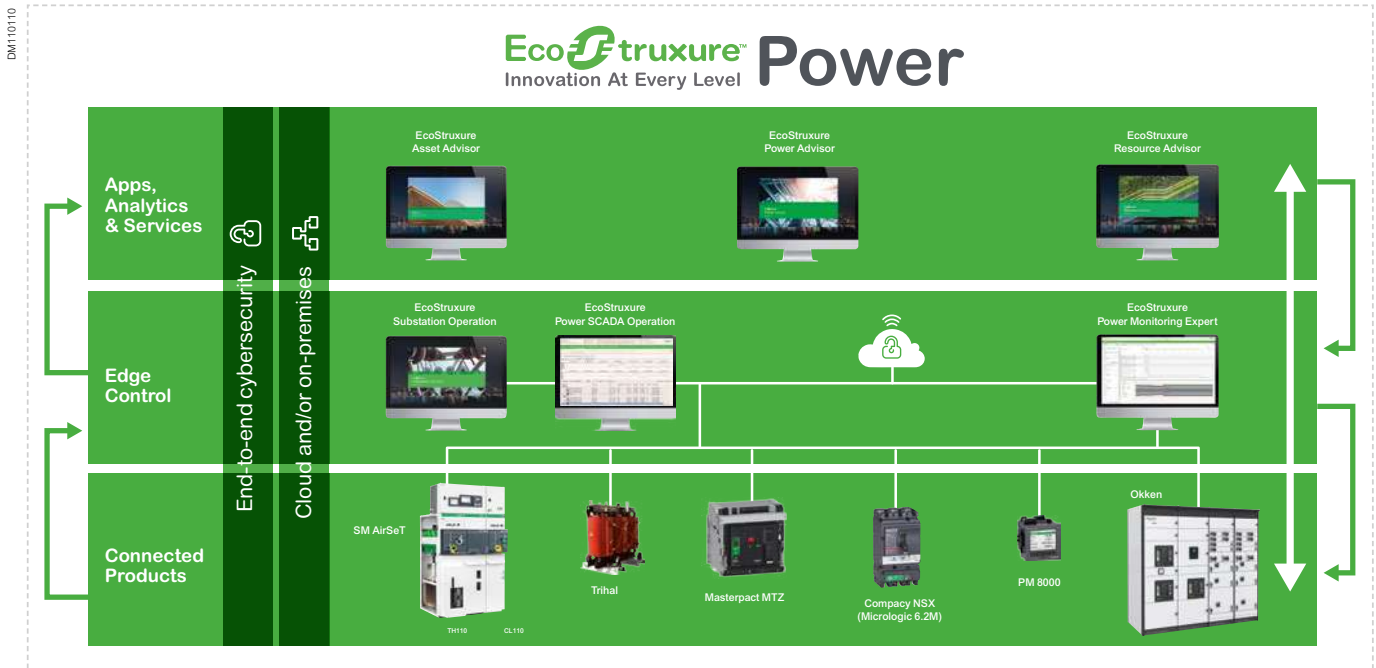 DM110110
EcoStruxure™ Power
Innovation At Every Level
Apps,
Analytics
& Services
End-to-end cybersecurity
Cloud and/or on-premises
EcoStruxure
Asset Advisor
EcoStruxure
Power Advisor
EcoStruxure
Resource Advisor
Edge
Control
EcoStruxure
Substation Operation
EcoStruxure
Power SCADA Operation
EcoStruxure
Power Monitoring Expert
Connected
Products
SM AirSeT
TH110
CL110
Trihal
Masterpact MTZ
Compacy NSX
(Micrologic 6.2M)
PM 8000
Okken